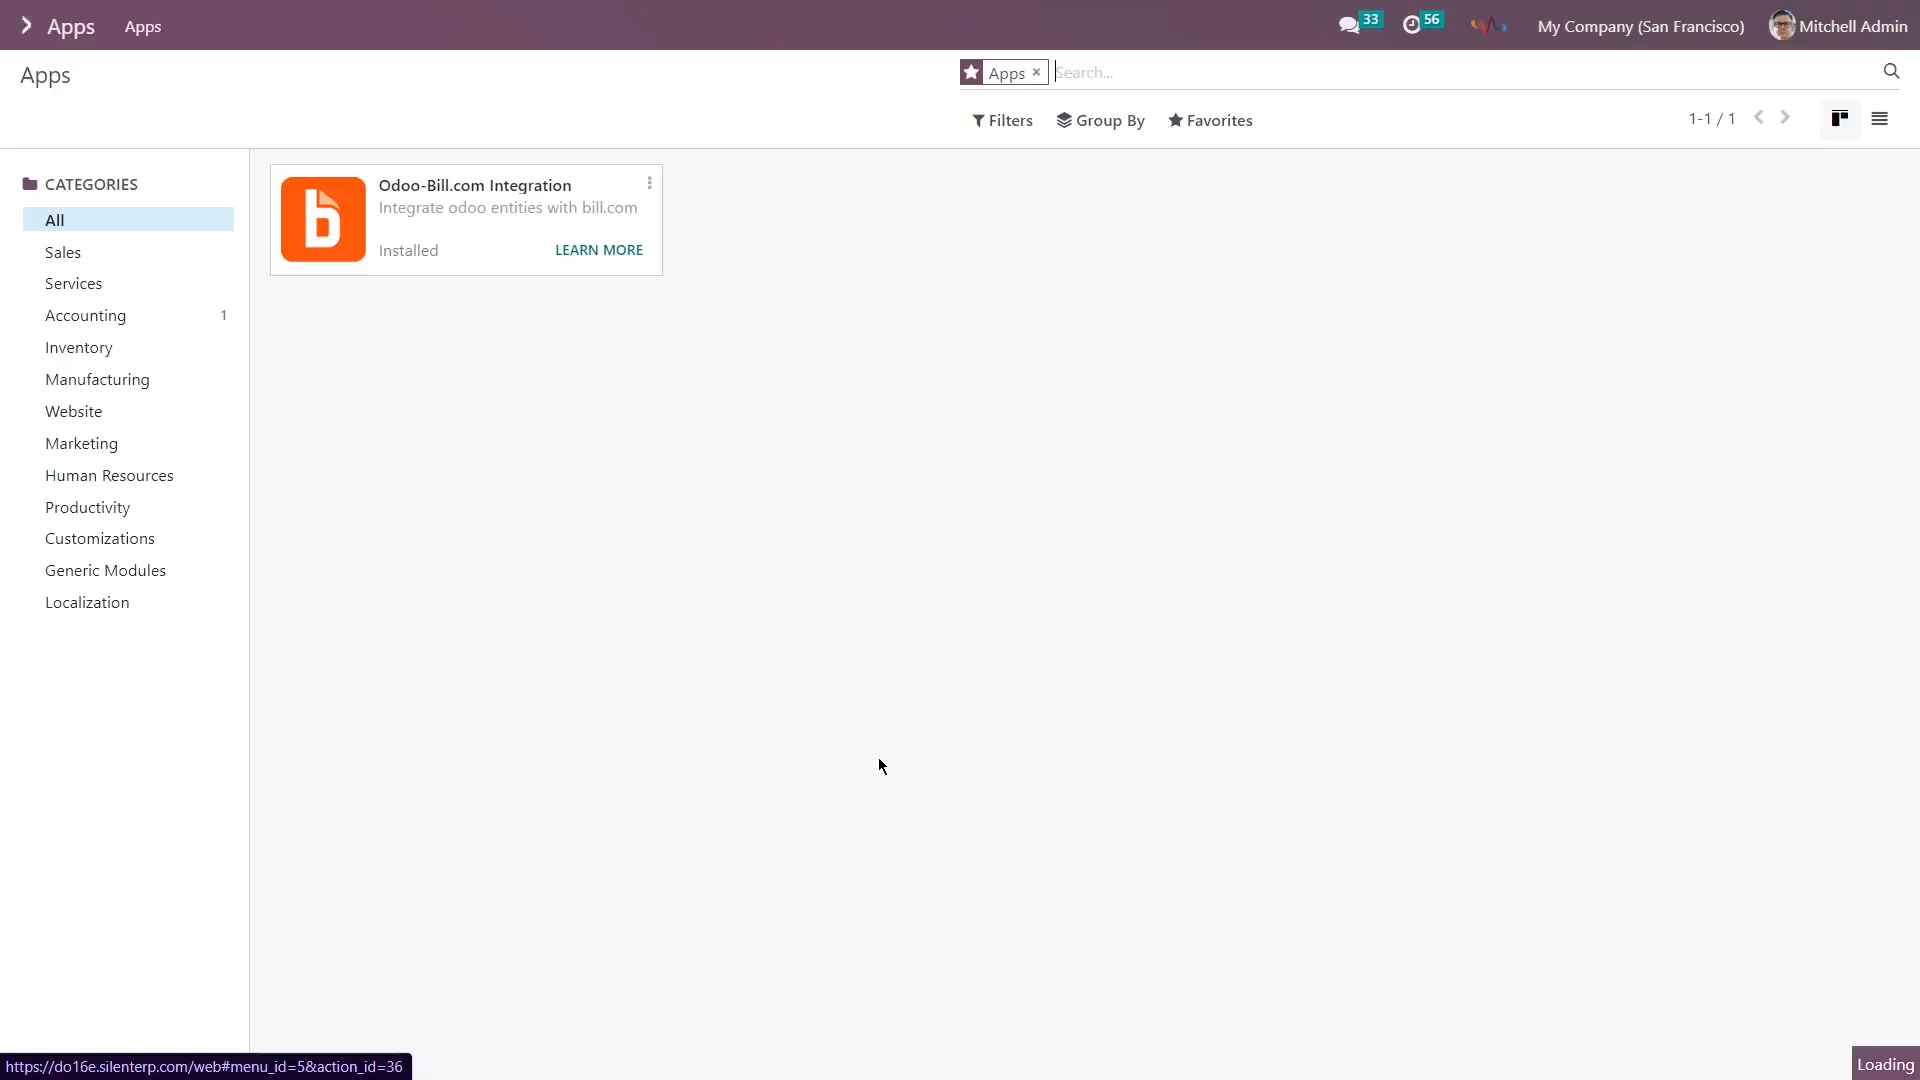 Apps Apps 33 56 My Company (San Francisco) Mitchell Admin
Apps
Apps × Search...
Filters Group By Favorites 1-1 / 1
CATEGORIES
All
Sales
Services
Accounting 1
Inventory
Manufacturing
Website
Marketing
Human Resources
Productivity
Customizations
Generic Modules
Localization
b
Odoo-Bill.com Integration
Integrate odoo entities with bill.com
Installed LEARN MORE
https://do16e.silenterp.com/web#menu_id=5&action_id=36
Loading